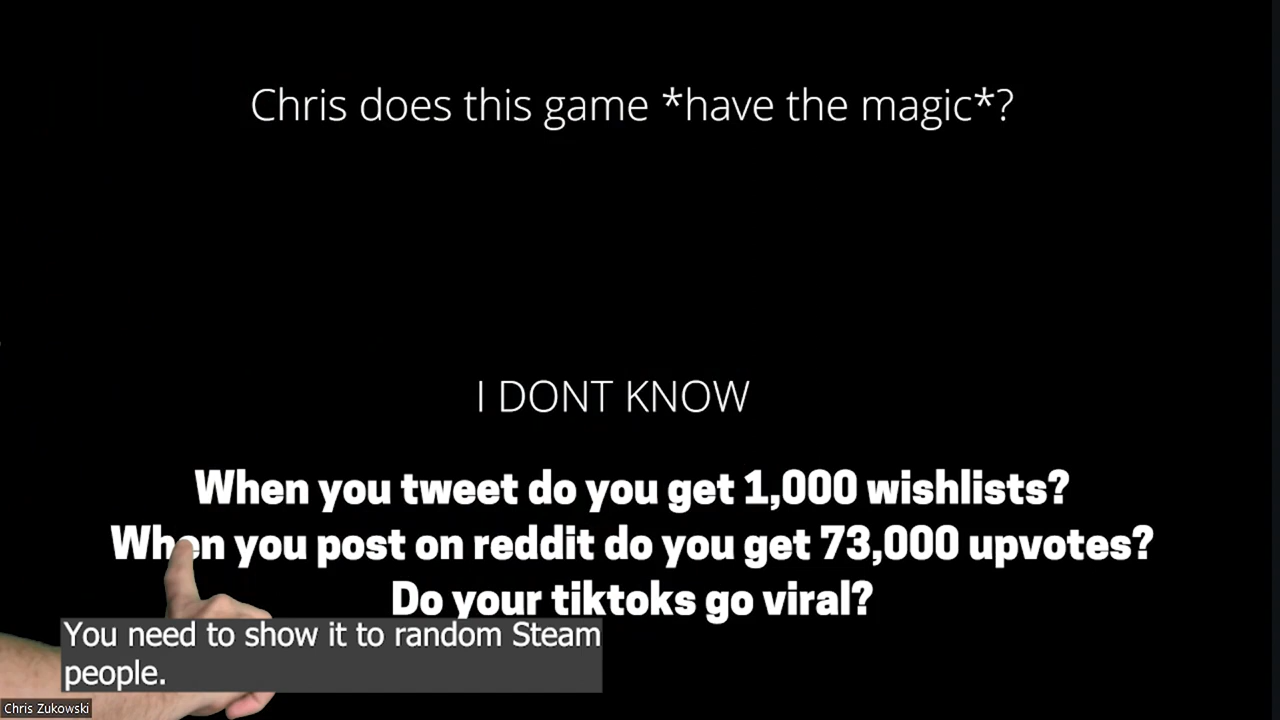 Chris does this game *have the magic*?
I DONT KNOW
When you tweet do you get 1,000 wishlists?
When you post on reddit do you get 73,000 upvotes?
Do your tiktoks go viral?
You need to show it to random Steam
people.
Chris Zukowski